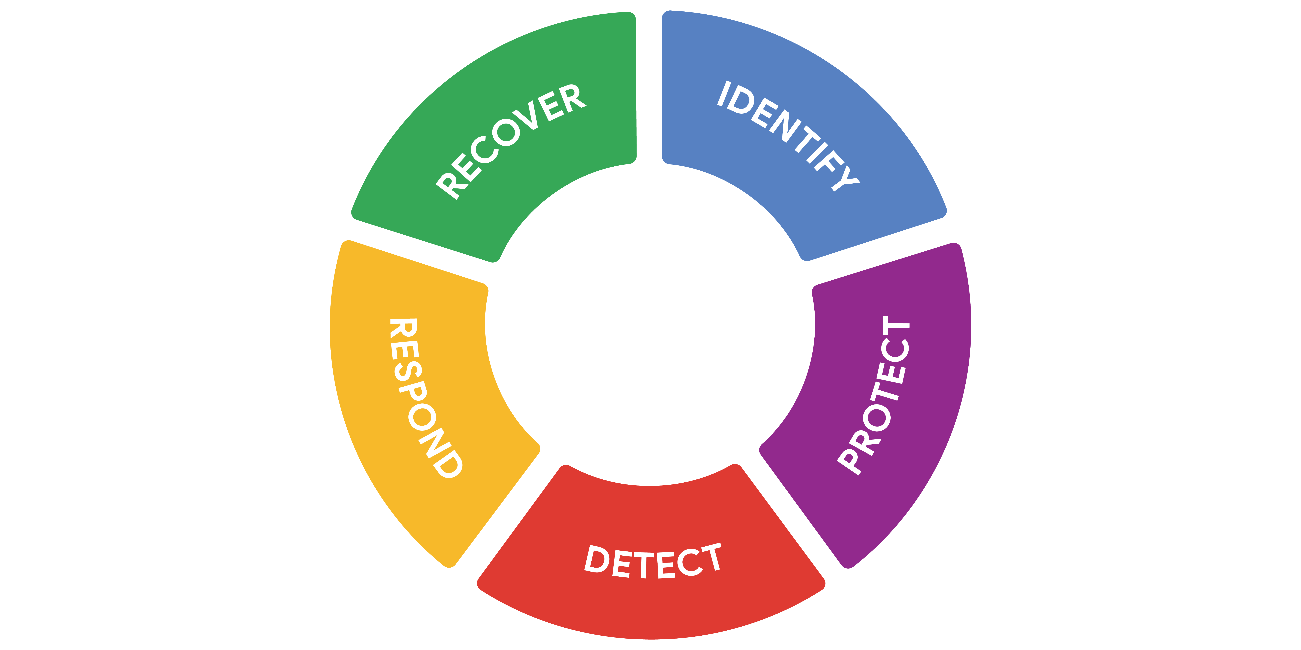 IDENTIFY
PROTECT
DETECT
RESPOND
RECOVER